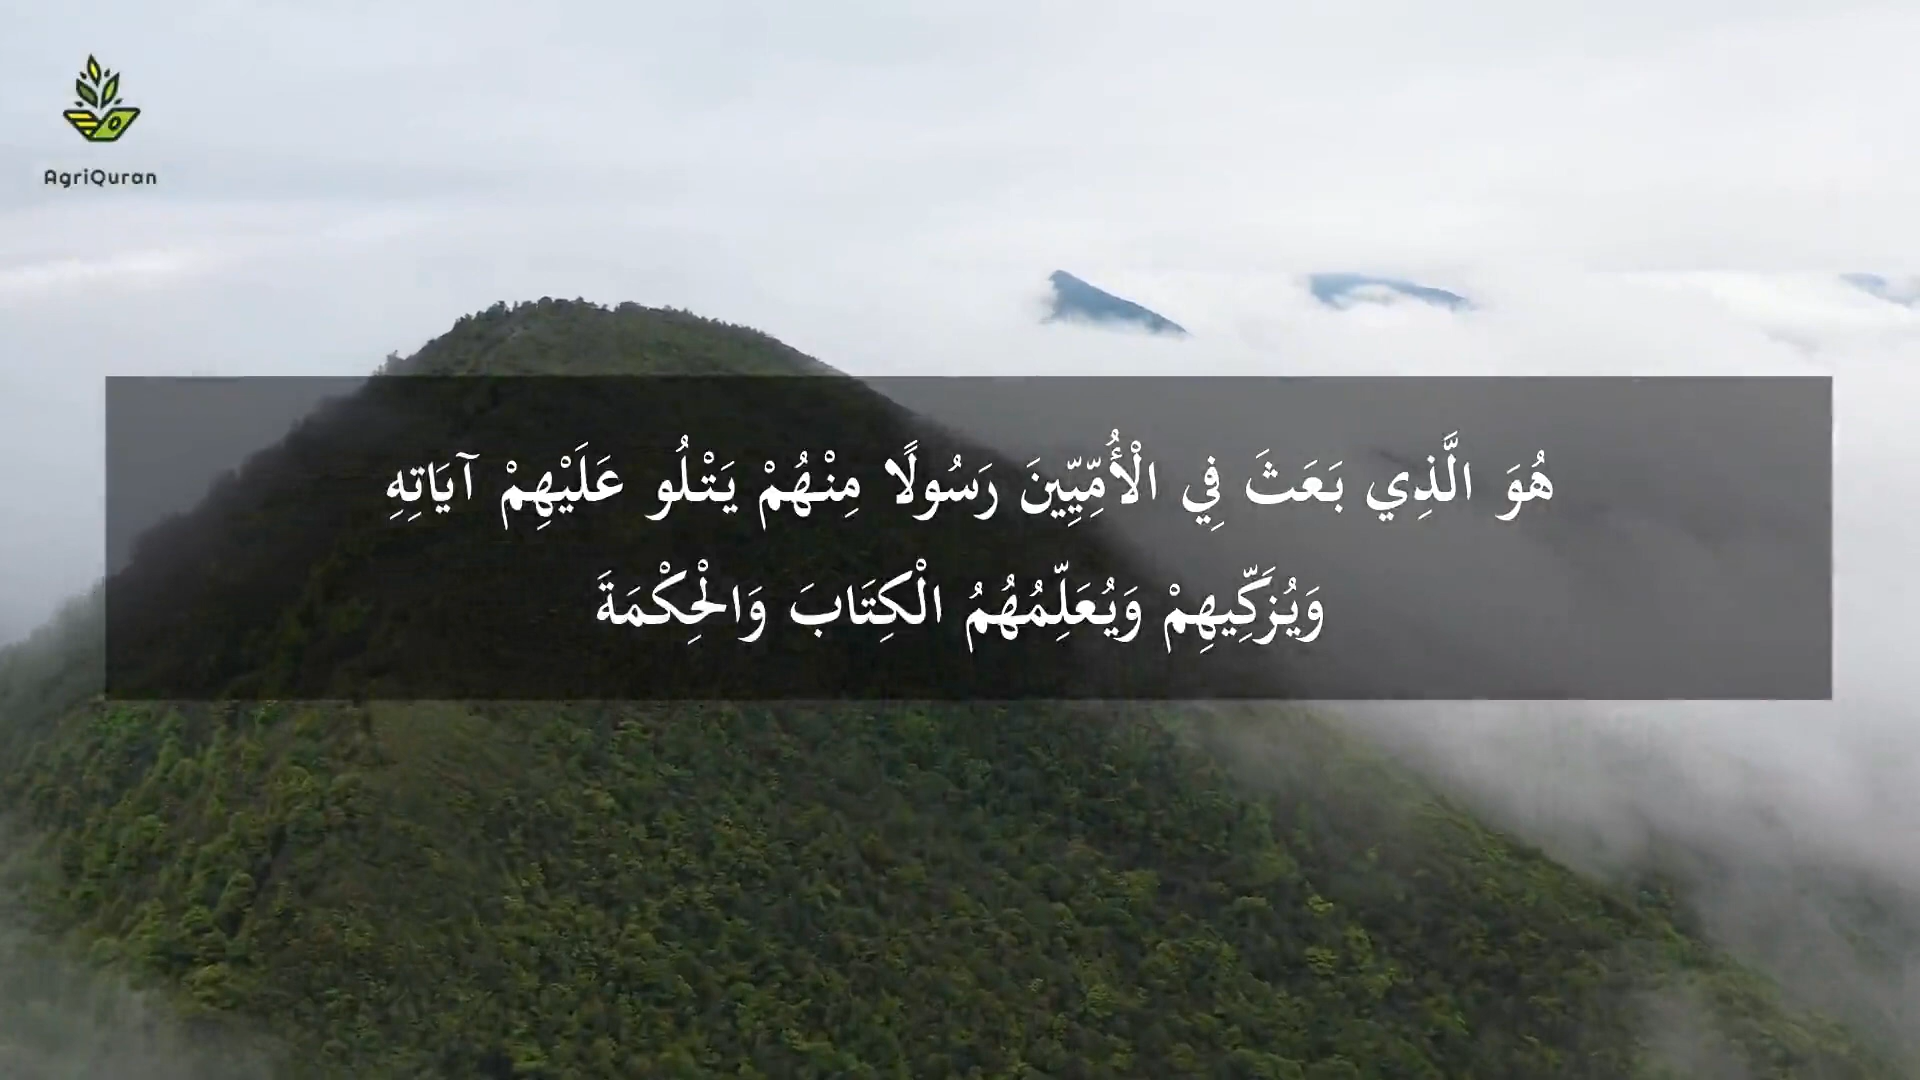 AgriQuran
هُوَ الَّذِي بَعَثَ فِي الْأُمِّيِّينَ رَسُولًا مِنْهُمْ يَتْلُو عَلَيْهِمْ آيَاتِهِ
وَيُزَكِّيهِمْ وَيُعَلِّمُهُمُ الْكِتَابَ وَالْحِكْمَةَ